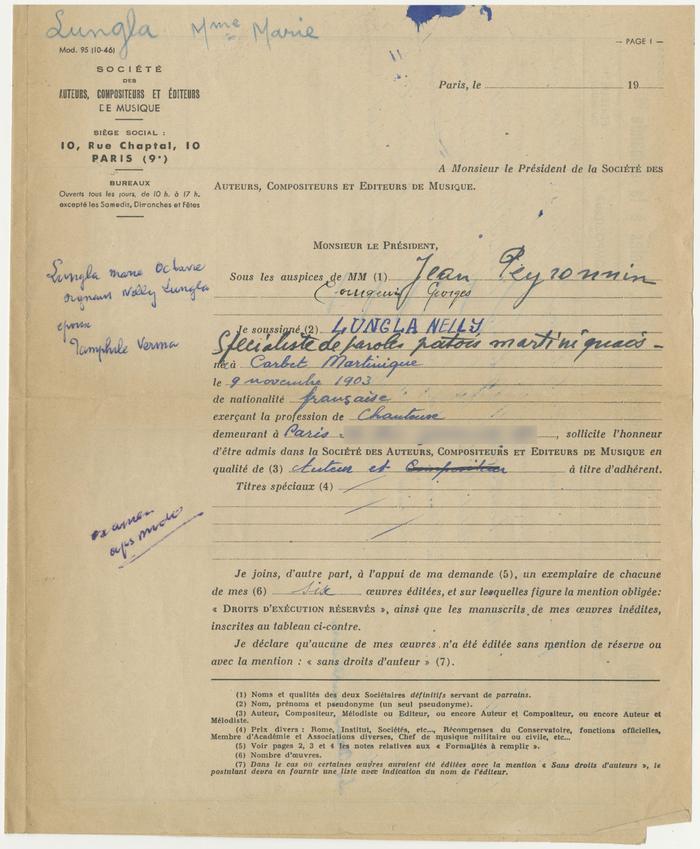 Lungla Mme Marie
Mod. 95 (10-46)
— PAGE 1 —
SOCIÉTÉ
DES
AUTEURS, COMPOSITEURS ET ÉDITEURS
DE MUSIQUE
SIÈGE SOCIAL :
10, Rue Chaptal, 10
PARIS (9e)
BUREAUX
Ouverts tous les jours, de 10 h. à 17 h.
excepté les Samedis, Dimanches et Fêtes
Paris, le 19
A Monsieur le Président de la SOCIÉTÉ DES
AUTEURS, COMPOSITEURS ET EDITEURS DE MUSIQUE.
MONSIEUR LE PRÉSIDENT,
Sous les auspices de MM (1) Jean Peyronnin
Georges
Lungla marie Octavie
Nelly Lungla
epoux
Verma
Je soussigné (2) LUNGLA NELLY
Spécialiste de paroles patois martiniquais -
né à Carbet Martinique
le 9 novembre 1903
de nationalité française
exerçant la profession de Chanteuse
demeurant à Paris , sollicite l'honneur
d'être admis dans la SOCIÉTÉ DES AUTEURS, COMPOSITEURS ET EDITEURS DE MUSIQUE en
qualité de (3) Auteur et Compositeur à titre d'adhérent.
Titres spéciaux (4)
examen
Je joins, d'autre part, à l'appui de ma demande (5), un exemplaire de chacune
de mes (6) six œuvres éditées, et sur lesquelles figure la mention obligée:
« DROITS D'EXÉCUTION RÉSERVÉS », ainsi que les manuscrits de mes œuvres inédites,
inscrites au tableau ci-contre.
Je déclare qu'aucune de mes œuvres n'a été éditée sans mention de réserve ou
avec la mention : « sans droits d'auteur » (7).
(1) Noms et qualités des deux Sociétaires définitifs servant de parrains.
(2) Nom, prénoms et pseudonyme (un seul pseudonyme).
(3) Auteur, Compositeur, Mélodiste ou Editeur, ou encore Auteur et Compositeur, ou encore Auteur et
Mélodiste.
(4) Prix divers : Rome, Institut, Sociétés, etc..., Récompenses du Conservatoire, fonctions officielles,
Membre d'Académie et Associations diverses, Chef de musique militaire ou civile, etc...
(5) Voir pages 2, 3 et 4 les notes relatives aux « Formalités à remplir ».
(6) Nombre d'œuvres.
(7) Dans le cas où certaines œuvres auraient été éditées avec la mention « Sans droits d'auteurs », le
postulant devra en fournir une liste avec indication du nom de l'éditeur.